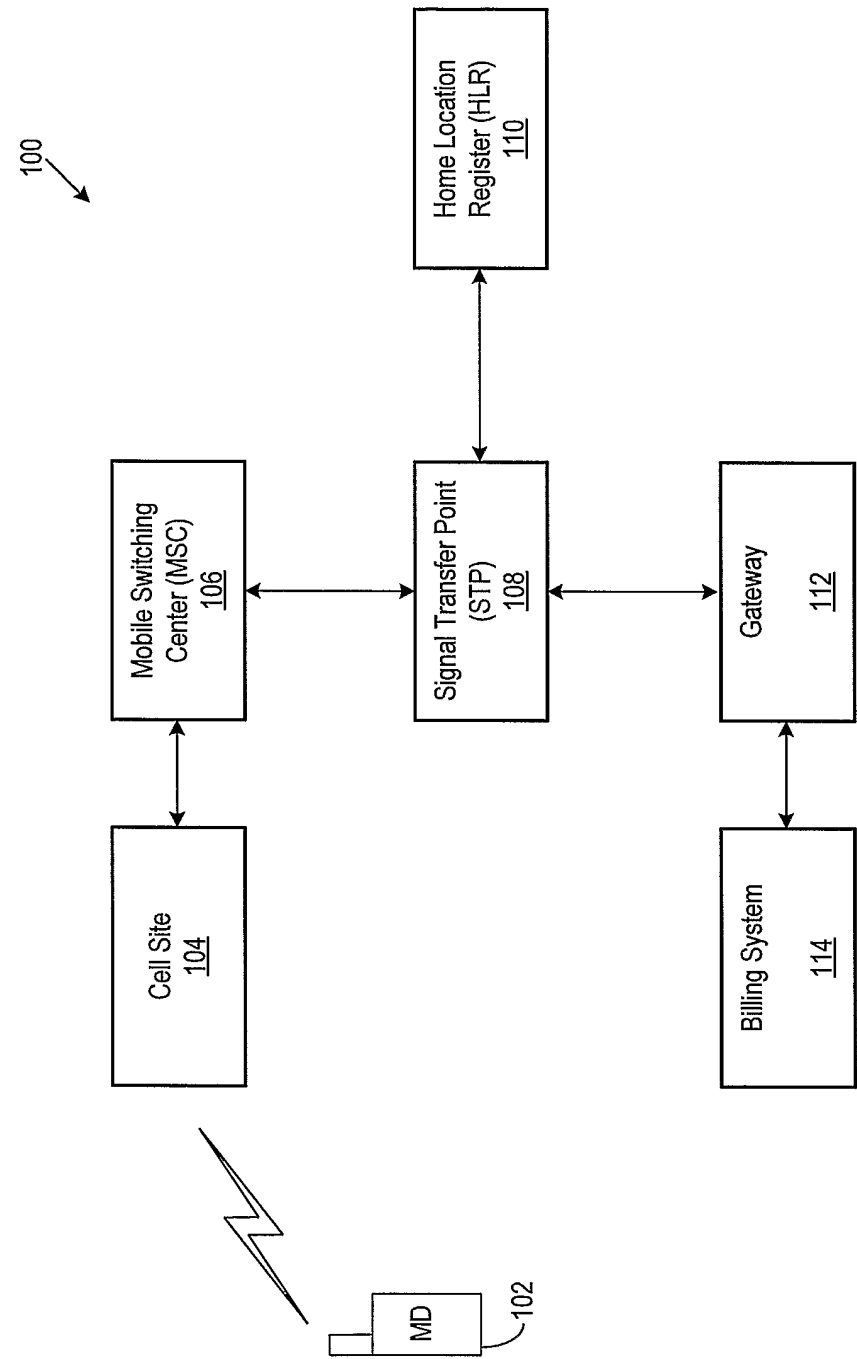 100
Cell Site
104
Mobile Switching
Center (MSC)
106
Home Location
Register (HLR)
110
Signal Transfer Point
(STP)
108
MD
102
Billing System
114
Gateway
112